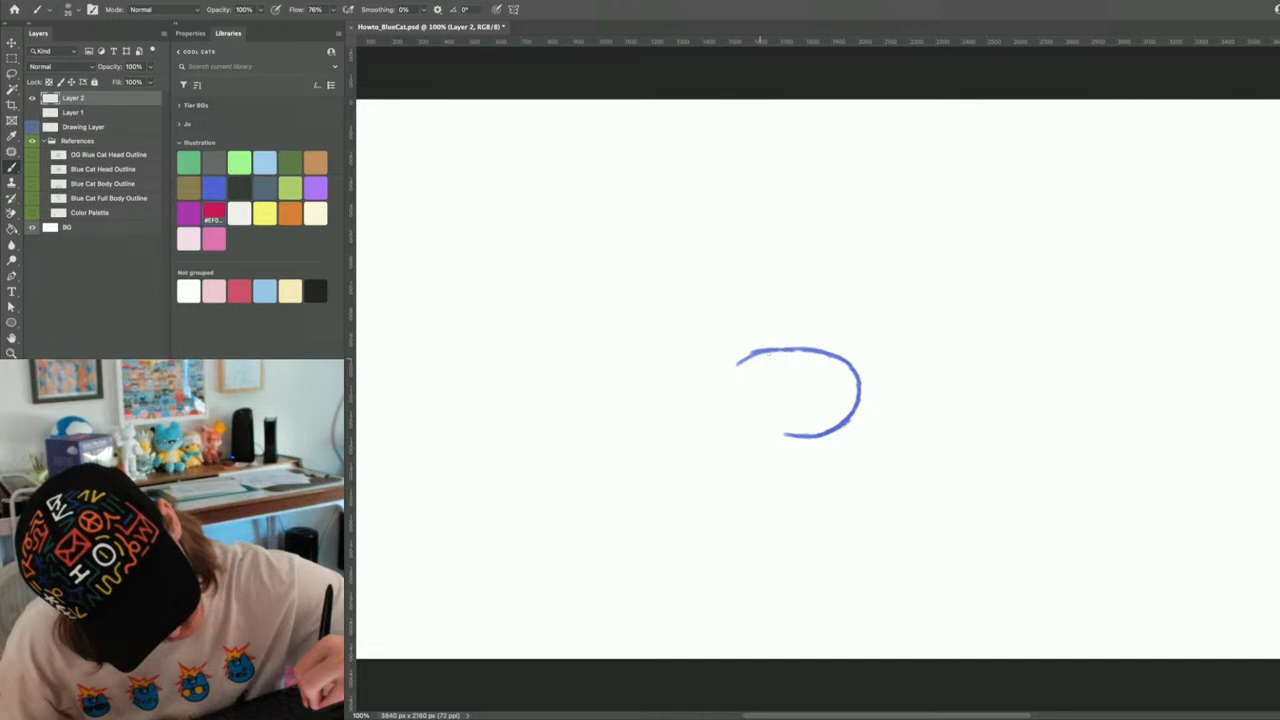 25 Mode: Normal Opacity: 100% Flow: 76% Smoothing: 0% 0°
Layers
Properties Libraries
Howto_BlueCat.psd @ 100% (Layer 2, RGB/8) *
Kind
COOL CATS
Normal Opacity: 100%
Search current library
Lock: Fill: 100%
Layer 2
Layer 1
Drawing Layer
References
OG Blue Cat Head Outline
Blue Cat Head Outline
Blue Cat Body Outline
Blue Cat Full Body Outline
Color Palette
BG
Tier BGs
Jo
Illustration
#EF0...
Not grouped
100% 3840 px x 2160 px (72 ppi)